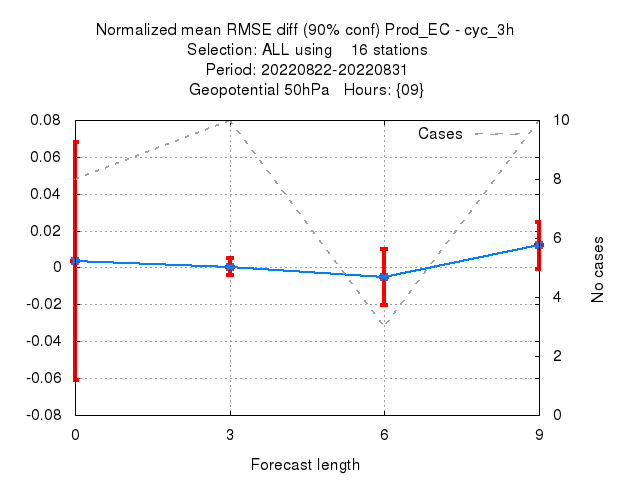 Normalized mean RMSE diff (90% conf) Prod_EC - cyc_3h
Selection: ALL using    16 stations
Period: 20220822-20220831
Geopotential 50hPa   Hours: {09}
Cases
0.08
0.06
0.04
0.02
0
-0.02
-0.04
-0.06
-0.08
10
8
6
4
2
0
No cases
0 3 6 9
Forecast length